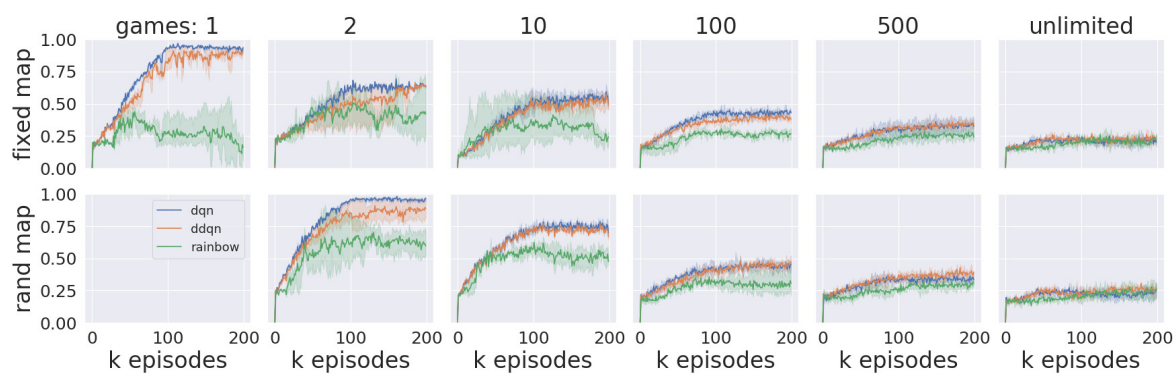 games: 1 2 10 100 500 unlimited
fixed map
1.00
0.75
0.50
0.25
0.00
rand map
1.00
0.75
0.50
0.25
0.00
dqn
ddqn
rainbow
0 100 200 0 100 200 0 100 200 0 100 200 0 100 200 0 100 200
k episodes k episodes k episodes k episodes k episodes k episodes